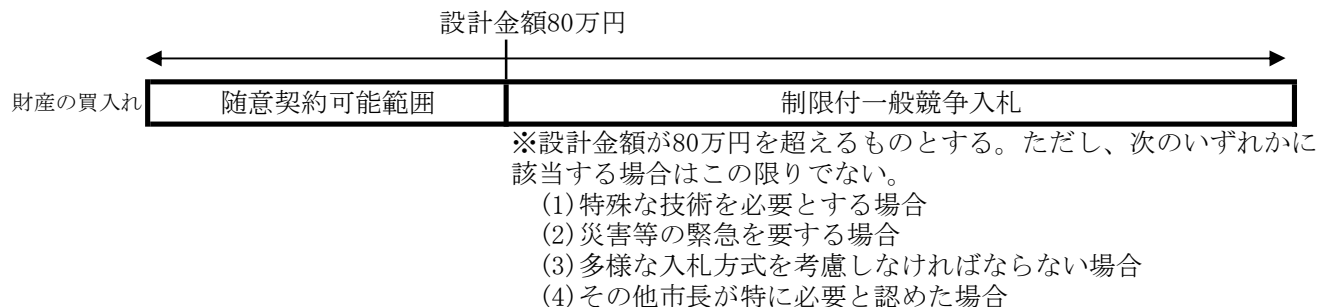 設計金額80万円
財産の買入れ 随意契約可能範囲 制限付一般競争入札
※設計金額が80万円を超えるものとする。ただし、次のいずれかに
該当する場合はこの限りでない。
(1)特殊な技術を必要とする場合
(2)災害等の緊急を要する場合
(3)多様な入札方式を考慮しなければならない場合
(4)その他市長が特に必要と認めた場合